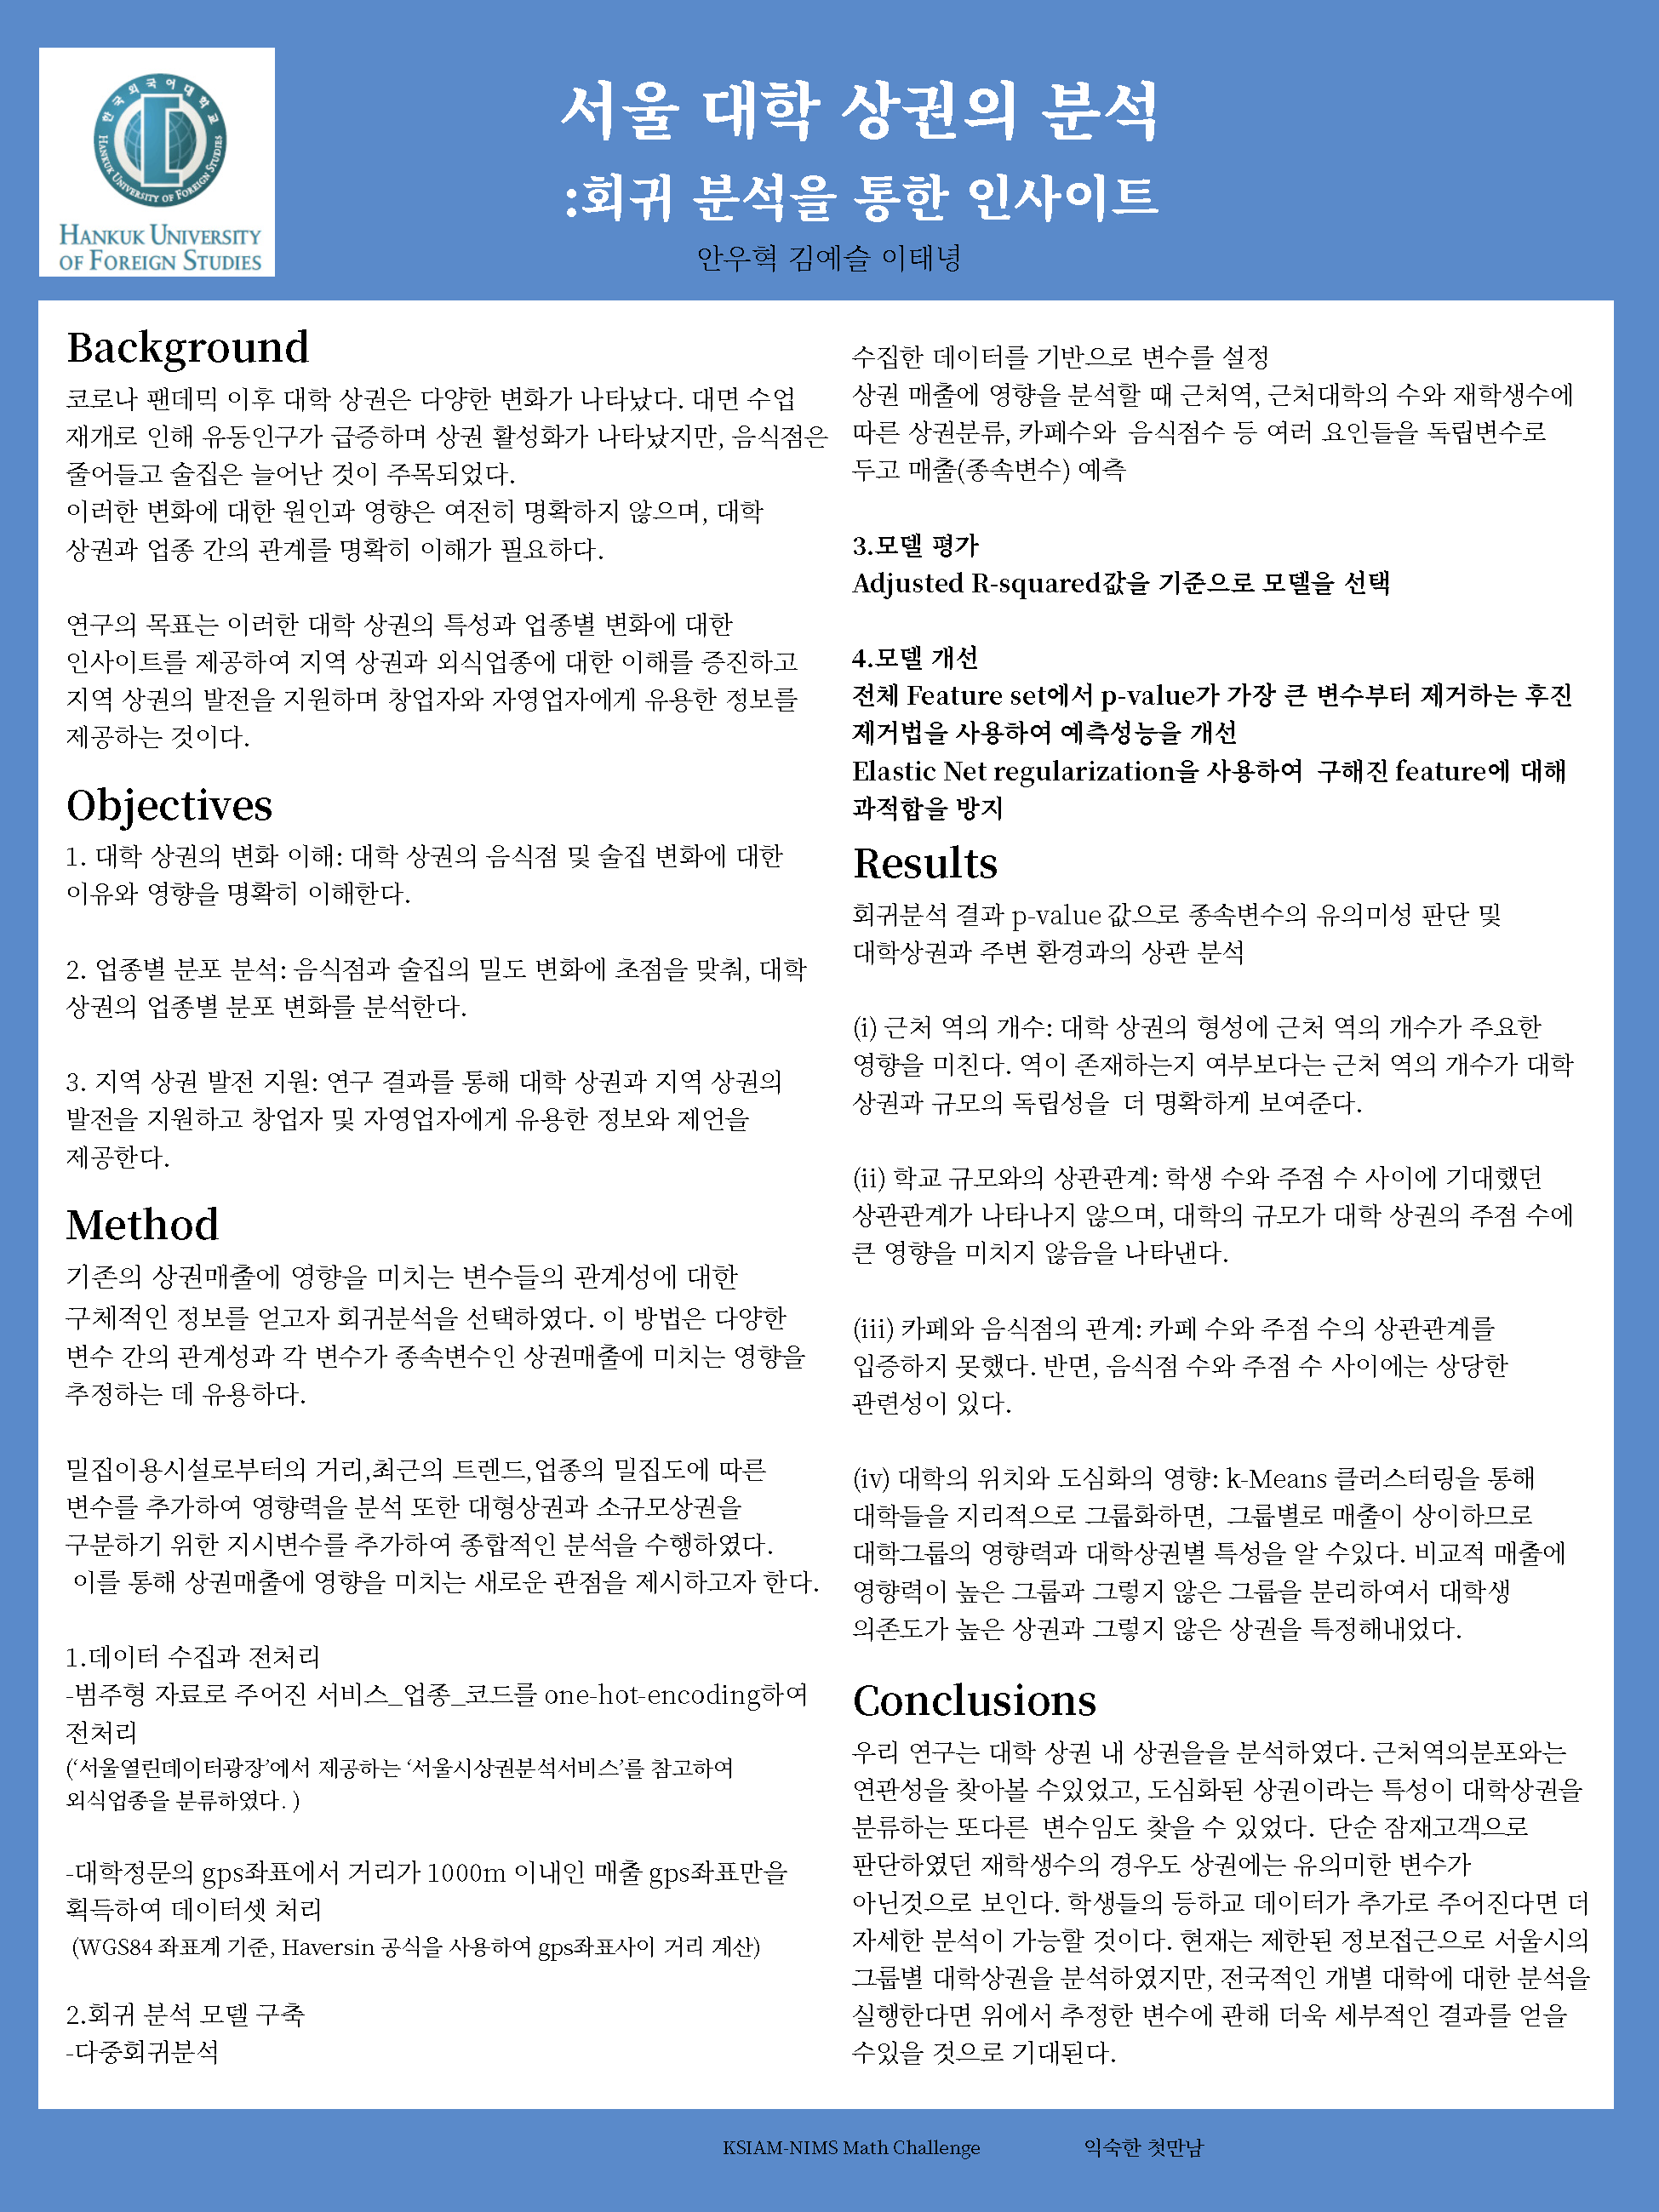 한국외국어대학교
HANKUK UNIVERSITY OF FOREIGN STUDIES
HANKUK UNIVERSITY
OF FOREIGN STUDIES
서울 대학 상권의 분석
:회귀 분석을 통한 인사이트
안우혁 김예슬 이태녕
Background
코로나 팬데믹 이후 대학 상권은 다양한 변화가 나타났다. 대면 수업
재개로 인해 유동인구가 급증하며 상권 활성화가 나타났지만, 음식점은
줄어들고 술집은 늘어난 것이 주목되었다.
이러한 변화에 대한 원인과 영향은 여전히 명확하지 않으며, 대학
상권과 업종 간의 관계를 명확히 이해가 필요하다.
연구의 목표는 이러한 대학 상권의 특성과 업종별 변화에 대한
인사이트를 제공하여 지역 상권과 외식업종에 대한 이해를 증진하고
지역 상권의 발전을 지원하며 창업자와 자영업자에게 유용한 정보를
제공하는 것이다.
Objectives
1. 대학 상권의 변화 이해: 대학 상권의 음식점 및 술집 변화에 대한
이유와 영향을 명확히 이해한다.
2. 업종별 분포 분석: 음식점과 술집의 밀도 변화에 초점을 맞춰, 대학
상권의 업종별 분포 변화를 분석한다.
3. 지역 상권 발전 지원: 연구 결과를 통해 대학 상권과 지역 상권의
발전을 지원하고 창업자 및 자영업자에게 유용한 정보와 제언을
제공한다.
Method
기존의 상권매출에 영향을 미치는 변수들의 관계성에 대한
구체적인 정보를 얻고자 회귀분석을 선택하였다. 이 방법은 다양한
변수 간의 관계성과 각 변수가 종속변수인 상권매출에 미치는 영향을
추정하는 데 유용하다.
밀집이용시설로부터의 거리,최근의 트렌드,업종의 밀집도에 따른
변수를 추가하여 영향력을 분석 또한 대형상권과 소규모상권을
구분하기 위한 지시변수를 추가하여 종합적인 분석을 수행하였다.
이를 통해 상권매출에 영향을 미치는 새로운 관점을 제시하고자 한다.
1.데이터 수집과 전처리
-범주형 자료로 주어진 서비스_업종_코드를 one-hot-encoding하여
전처리
(‘서울열린데이터광장’에서 제공하는 ‘서울시상권분석서비스’를 참고하여
외식업종을 분류하였다. )
-대학정문의 gps좌표에서 거리가 1000m 이내인 매출 gps좌표만을
획득하여 데이터셋 처리
(WGS84 좌표계 기준, Haversin 공식을 사용하여 gps좌표사이 거리 계산)
2.회귀 분석 모델 구축
-다중회귀분석
수집한 데이터를 기반으로 변수를 설정
상권 매출에 영향을 분석할 때 근처역, 근처대학의 수와 재학생수에
따른 상권분류, 카페수와 음식점수 등 여러 요인들을 독립변수로
두고 매출(종속변수) 예측
3.모델 평가
Adjusted R-squared값을 기준으로 모델을 선택
4.모델 개선
전체 Feature set에서 p-value가 가장 큰 변수부터 제거하는 후진
제거법을 사용하여 예측성능을 개선
Elastic Net regularization을 사용하여 구해진 feature에 대해
과적합을 방지
Results
회귀분석 결과 p-value 값으로 종속변수의 유의미성 판단 및
대학상권과 주변 환경과의 상관 분석
(i) 근처 역의 개수: 대학 상권의 형성에 근처 역의 개수가 주요한
영향을 미친다. 역이 존재하는지 여부보다는 근처 역의 개수가 대학
상권과 규모의 독립성을 더 명확하게 보여준다.
(ii) 학교 규모와의 상관관계: 학생 수와 주점 수 사이에 기대했던
상관관계가 나타나지 않으며, 대학의 규모가 대학 상권의 주점 수에
큰 영향을 미치지 않음을 나타낸다.
(iii) 카페와 음식점의 관계: 카페 수와 주점 수의 상관관계를
입증하지 못했다. 반면, 음식점 수와 주점 수 사이에는 상당한
관련성이 있다.
(iv) 대학의 위치와 도심화의 영향: k-Means 클러스터링을 통해
대학들을 지리적으로 그룹화하면, 그룹별로 매출이 상이하므로
대학그룹의 영향력과 대학상권별 특성을 알 수있다. 비교적 매출에
영향력이 높은 그룹과 그렇지 않은 그룹을 분리하여서 대학생
의존도가 높은 상권과 그렇지 않은 상권을 특정해내었다.
Conclusions
우리 연구는 대학 상권 내 상권을을 분석하였다. 근처역의분포와는
연관성을 찾아볼 수있었고, 도심화된 상권이라는 특성이 대학상권을
분류하는 또다른 변수임도 찾을 수 있었다. 단순 잠재고객으로
판단하였던 재학생수의 경우도 상권에는 유의미한 변수가
아닌것으로 보인다. 학생들의 등하교 데이터가 추가로 주어진다면 더
자세한 분석이 가능할 것이다. 현재는 제한된 정보접근으로 서울시의
그룹별 대학상권을 분석하였지만, 전국적인 개별 대학에 대한 분석을
실행한다면 위에서 추정한 변수에 관해 더욱 세부적인 결과를 얻을
수있을 것으로 기대된다.
KSIAM-NIMS Math Challenge
익숙한 첫만남